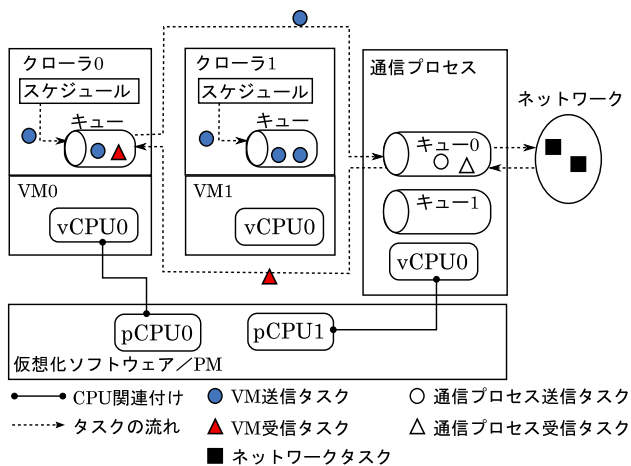 クローラ0
スケジュール
キュー
VM0
vCPU0
クローラ1
スケジュール
キュー
VM1
vCPU0
通信プロセス
キュー0
キュー1
vCPU0
ネットワーク
pCPU0
pCPU1
仮想化ソフトウェア/PM
CPU関連付け
VM送信タスク
通信プロセス送信タスク
タスクの流れ
VM受信タスク
通信プロセス受信タスク
ネットワークタスク